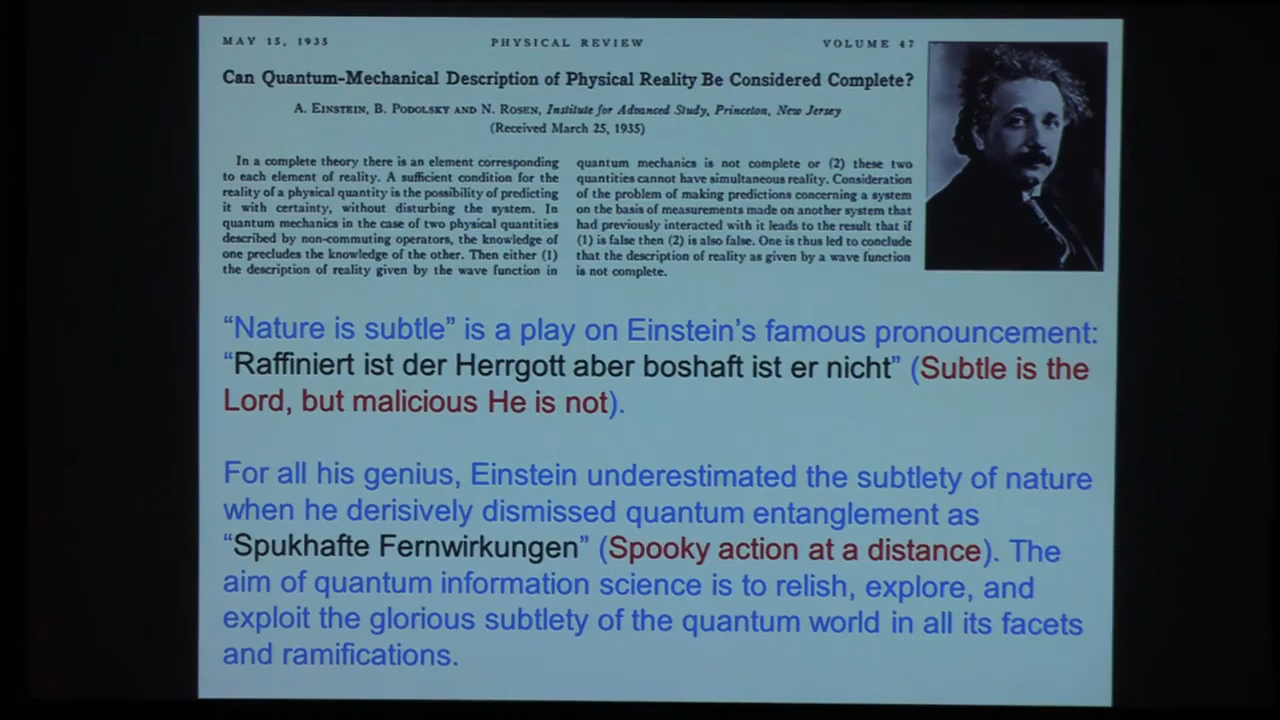 MAY 15, 1935 PHYSICAL REVIEW VOLUME 47
Can Quantum-Mechanical Description of Physical Reality Be Considered Complete?
A. EINSTEIN, B. PODOLSKY AND N. ROSEN, Institute for Advanced Study, Princeton, New Jersey
(Received March 25, 1935)
In a complete theory there is an element corresponding
to each element of reality. A sufficient condition for the
reality of a physical quantity is the possibility of predicting
it with certainty, without disturbing the system. In
quantum mechanics in the case of two physical quantities
described by non-commuting operators, the knowledge of
one precludes the knowledge of the other. Then either (1)
the description of reality given by the wave function in
quantum mechanics is not complete or (2) these two
quantities cannot have simultaneous reality. Consideration
of the problem of making predictions concerning a system
on the basis of measurements made on another system that
had previously interacted with it leads to the result that if
(1) is false then (2) is also false. One is thus led to conclude
that the description of reality as given by a wave function
is not complete.
“Nature is subtle” is a play on Einstein’s famous pronouncement:
“Raffiniert ist der Herrgott aber boshaft ist er nicht” (Subtle is the
Lord, but malicious He is not).
For all his genius, Einstein underestimated the subtlety of nature
when he derisively dismissed quantum entanglement as
“Spukhafte Fernwirkungen” (Spooky action at a distance). The
aim of quantum information science is to relish, explore, and
exploit the glorious subtlety of the quantum world in all its facets
and ramifications.